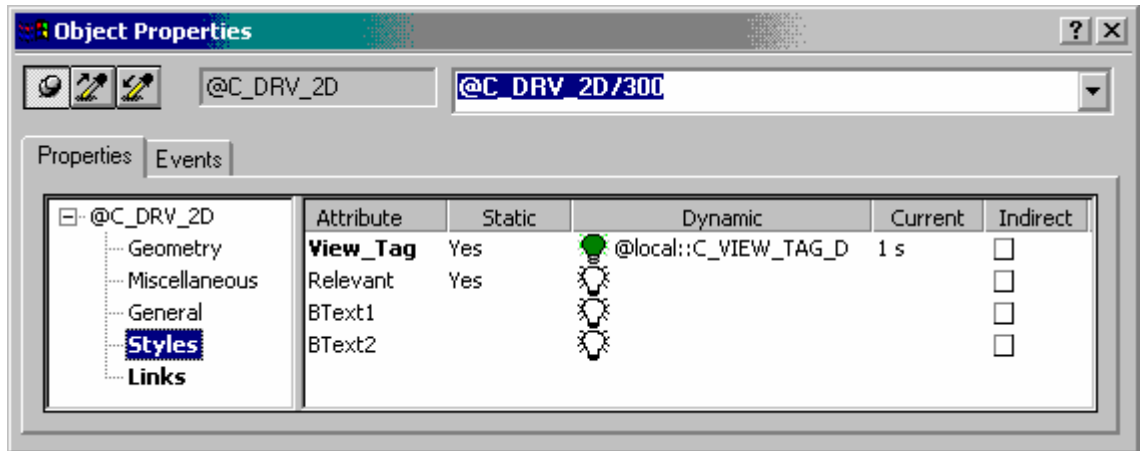 Object Properties
@C_DRV_2D @C_DRV_2D/300
Properties Events
@C_DRV_2D Attribute Static Dynamic Current Indirect
Geometry View_Tag Yes @local::C_VIEW_TAG_D 1 s
Miscellaneous Relevant Yes
General BText1
Styles BText2
Links